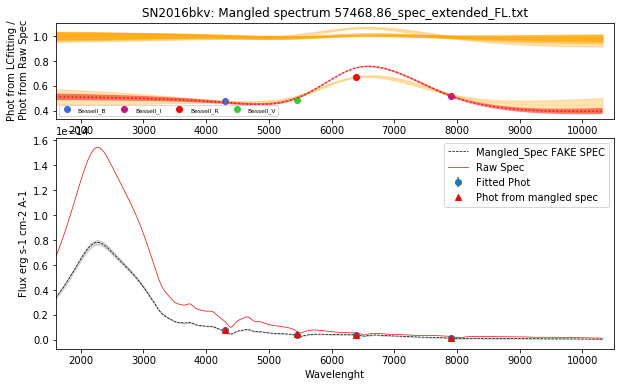 SN2016bkv: Mangled spectrum 57468.86_spec_extended_FL.txt
Phot from LCfitting /
Phot from Raw Spec
1.0
0.8
0.6
0.4
Bessell_B
Bessell_I
Bessell_R
Bessell_V
2000 3000 4000 5000 6000 7000 8000 9000 10000
1e−14
Flux erg s-1 cm-2 A-1
1.6
1.4
1.2
1.0
0.8
0.6
0.4
0.2
0.0
Mangled_Spec FAKE SPEC
Raw Spec
Fitted Phot
Phot from mangled spec
2000 3000 4000 5000 6000 7000 8000 9000 10000
Wavelenght